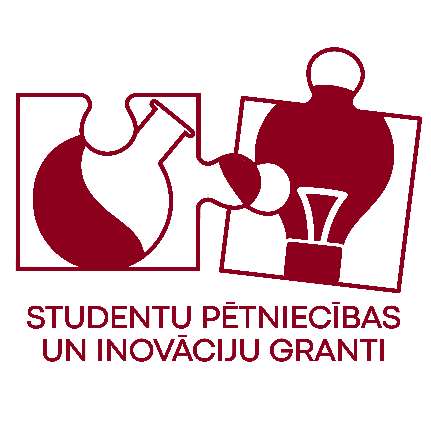 STUDENTU PĒTNIECĪBAS
UN INOVĀCIJU GRANTI